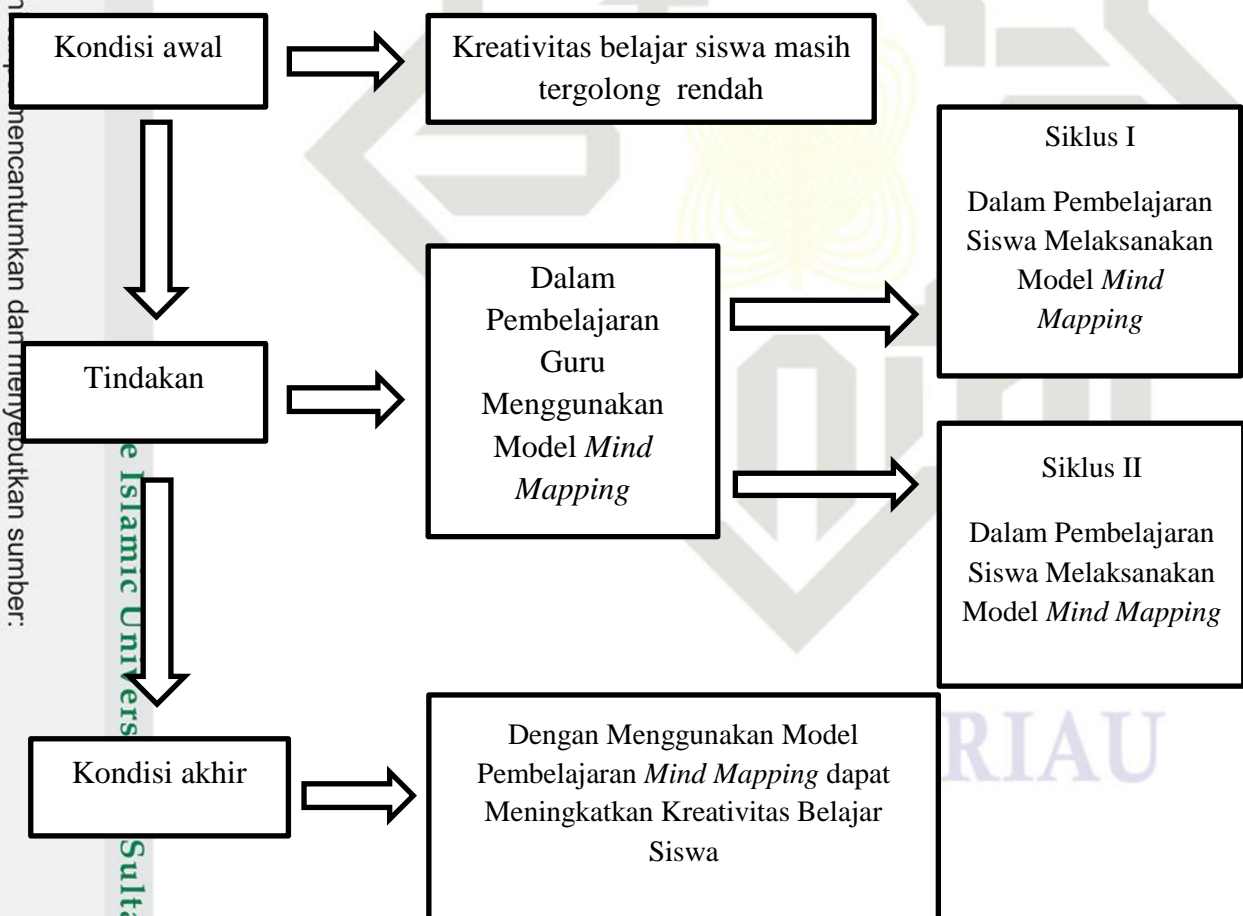 Kondisi awal
Kreativitas belajar siswa masih
tergolong rendah
Siklus I
Dalam Pembelajaran
Siswa Melaksanakan
Model Mind
Mapping
Dalam
Pembelajaran
Guru
Menggunakan
Model Mind
Mapping
Tindakan
Siklus II
Dalam Pembelajaran
Siswa Melaksanakan
Model Mind Mapping
Kondisi akhir
Dengan Menggunakan Model
Pembelajaran Mind Mapping dapat
Meningkatkan Kreativitas Belajar
Siswa
RIAU
mencantumkan dan menyebutkan sumber:
Islamic